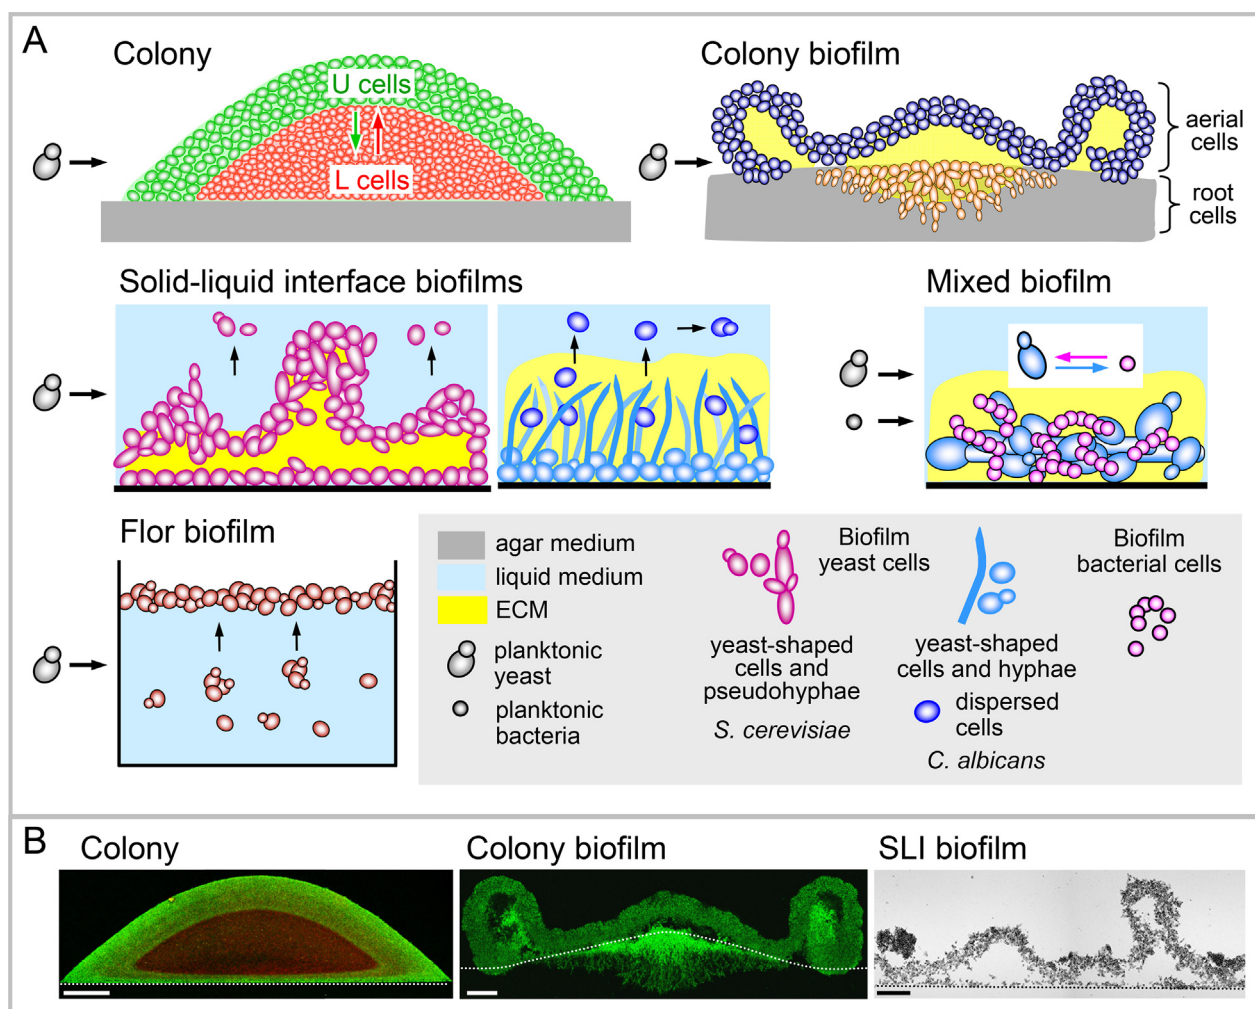 A
Colony
U cells
L cells
Colony biofilm
aerial
cells
root
cells
Solid-liquid interface biofilms
Mixed biofilm
Flor biofilm
agar medium
liquid medium
ECM
planktonic
yeast
planktonic
bacteria
Biofilm
yeast cells
yeast-shaped
cells and
pseudohyphae
S. cerevisiae
yeast-shaped
cells and hyphae
dispersed
cells
C. albicans
Biofilm
bacterial cells
B
Colony
Colony biofilm
SLI biofilm